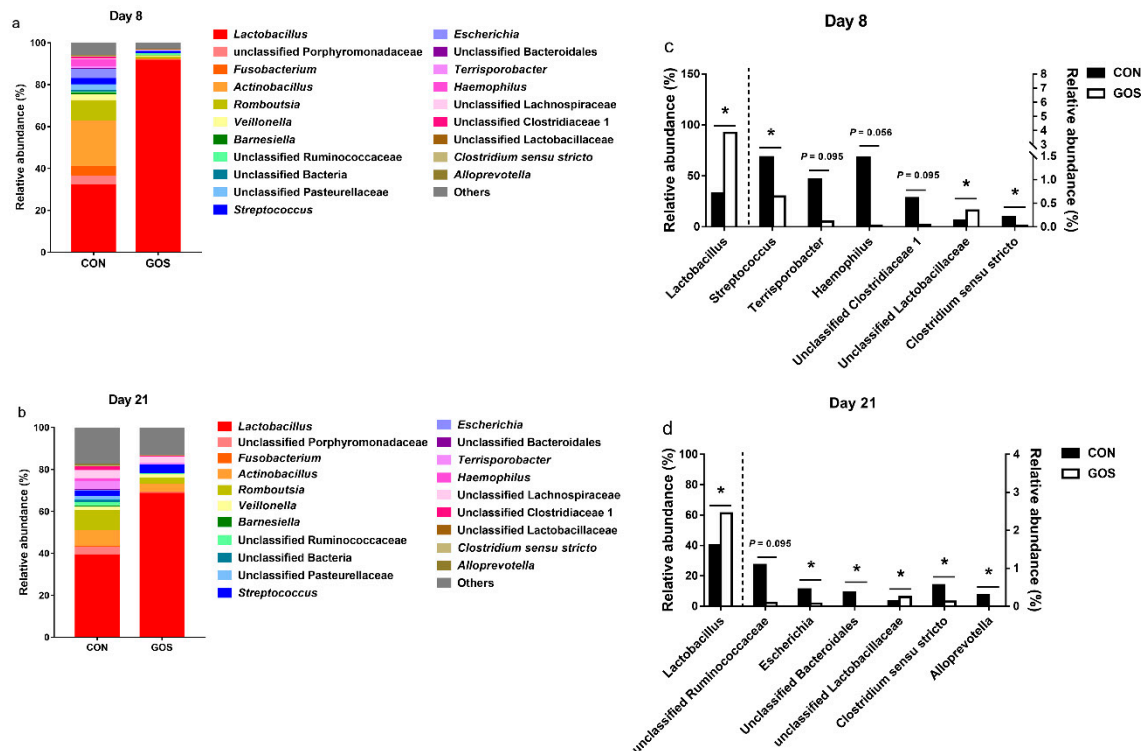 a
Day 8
Relative abundance (%)
100
80
60
40
20
0
CON
GOS
Lactobacillus
unclassified Porphyromonadaceae
Fusobacterium
Actinobacillus
Romboutsia
Veillonella
Barnesiella
Unclassified Ruminococcaceae
Unclassified Bacteria
Unclassified Pasteurellaceae
Streptococcus
Escherichia
Unclassified Bacteroidales
Terrisporobacter
Haemophilus
Unclassified Lachnospiraceae
Unclassified Clostridiaceae 1
Unclassified Lactobacillaceae
Clostridium sensu stricto
Alloprevotella
Others
Day 8
c
Relative abundance (%)
150
100
50
0
*
*
P = 0.095
P = 0.056
P = 0.095
*
*
8
7
6
5
4
3
1.5
1.0
0.5
0.0
Relative abundance (%)
CON
GOS
Lactobacillus
Streptococcus
Terrisporobacter
Haemophilus
Unclassified Clostridiaceae 1
Unclassified Lactobacillaceae
Clostridium sensu stricto
b
Day 21
Relative abundance (%)
100
80
60
40
20
0
CON
GOS
Lactobacillus
Unclassified Porphyromonadaceae
Fusobacterium
Actinobacillus
Romboutsia
Veillonella
Barnesiella
Unclassified Ruminococcaceae
Unclassified Bacteria
Unclassified Pasteurellaceae
Streptococcus
Escherichia
Unclassified Bacteroidales
Terrisporobacter
Haemophilus
Unclassified Lachnospiraceae
Unclassified Clostridiaceae 1
Unclassified Lactobacillaceae
Clostridium sensu stricto
Alloprevotella
Others
Day 21
d
Relative abundance (%)
100
80
60
40
20
0
*
P = 0.095
*
*
*
*
*
4
3
2
1
0
Relative abundance (%)
CON
GOS
Lactobacillus
unclassified Ruminococcaceae
Escherichia
Unclassified Bacteroidales
unclassified Lactobacillaceae
Clostridium sensu stricto
Alloprevotella